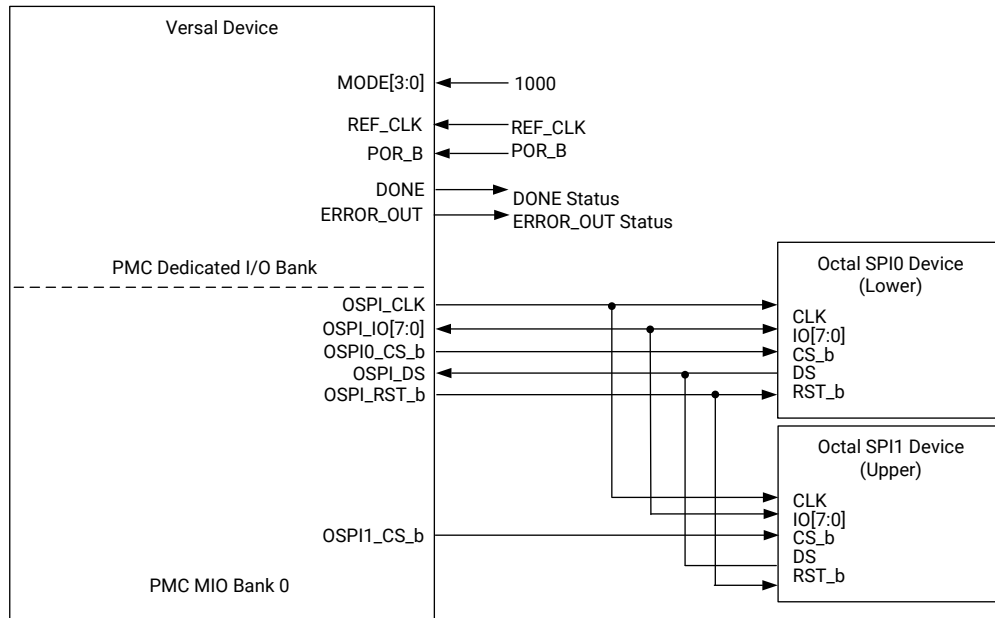 Versal Device
MODE[3:0]
1000
REF_CLK
REF_CLK
POR_B
POR_B
DONE
DONE Status
ERROR_OUT
ERROR_OUT Status
PMC Dedicated I/O Bank
OSPI_CLK
OSPI_IO[7:0]
OSPI0_CS_b
OSPI_DS
OSPI_RST_b
OSPI1_CS_b
PMC MIO Bank 0
Octal SPI0 Device
(Lower)
CLK
IO[7:0]
CS_b
DS
RST_b
Octal SPI1 Device
(Upper)
CLK
IO[7:0]
CS_b
DS
RST_b